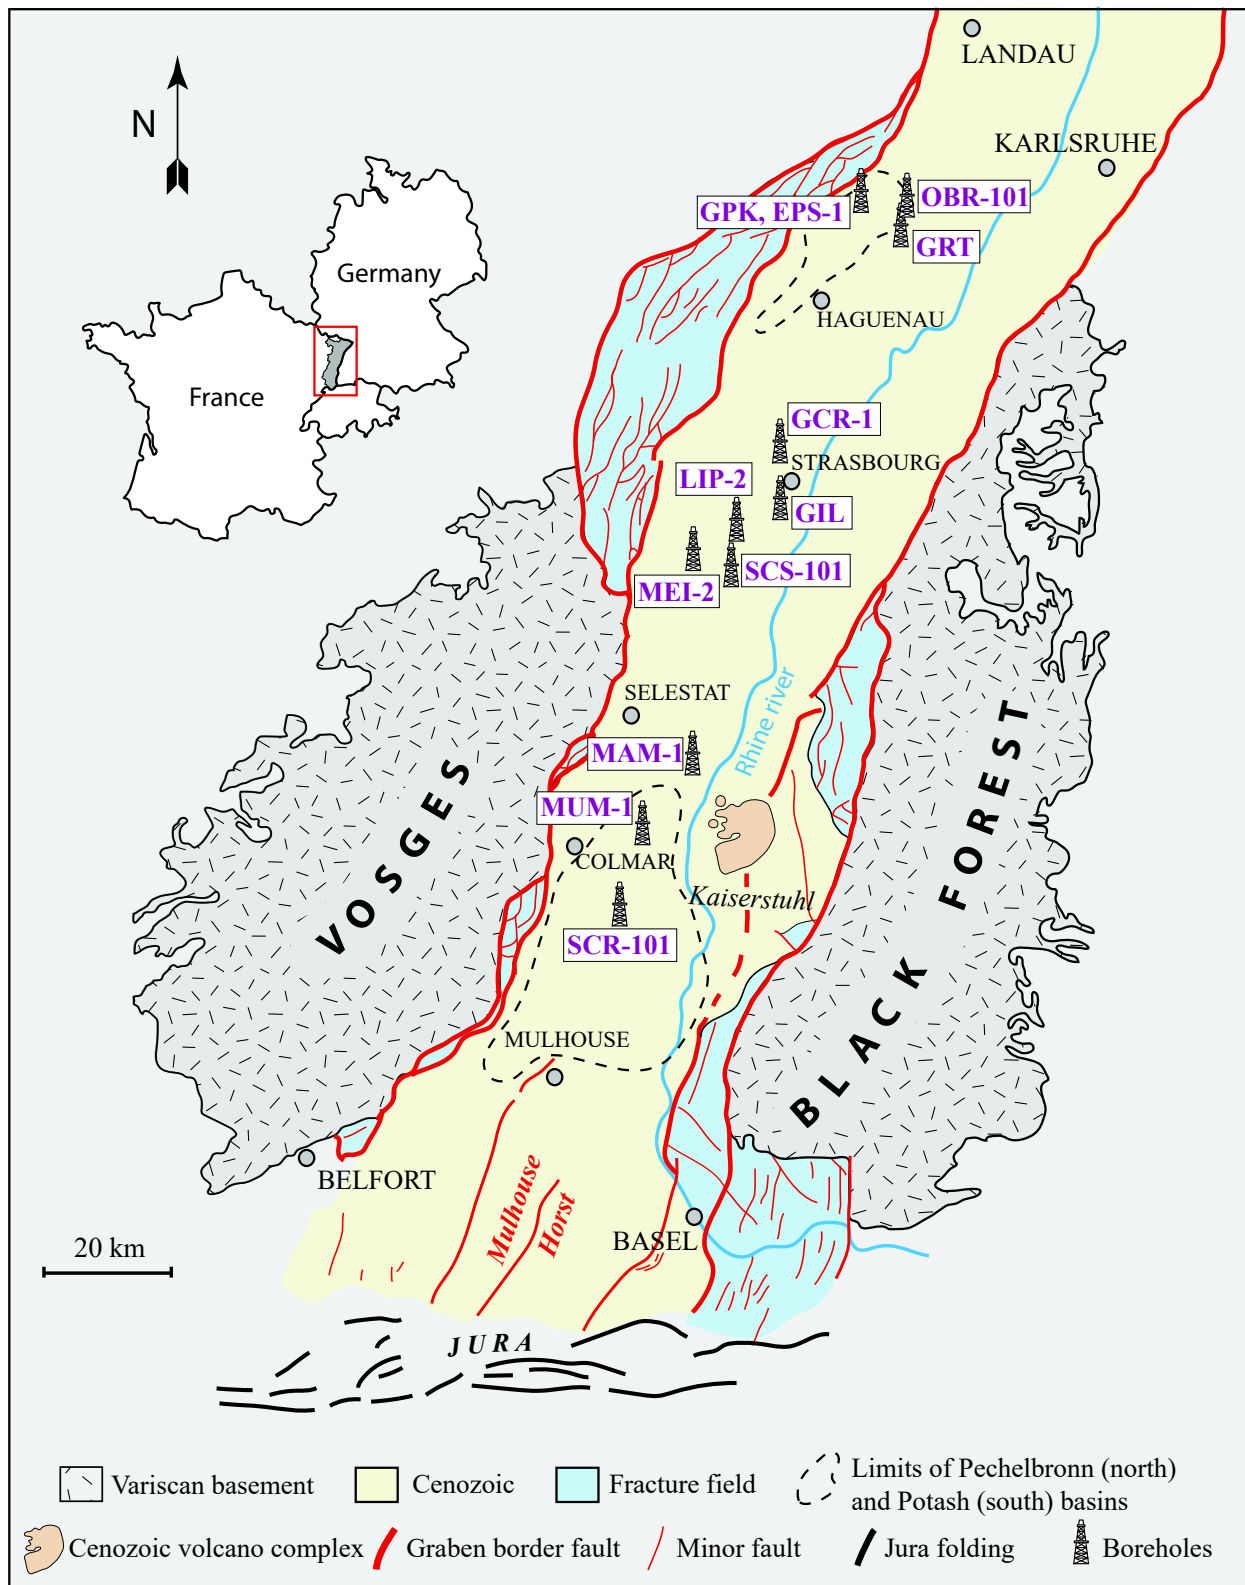 LANDAU
KARLSRUHE
N
GPK, EPS-1
OBR-101
GRT
Germany
HAGUENAU
France
GCR-1
STRASBOURG
LIP-2
GIL
SCS-101
MEI-2
SELESTAT
Rhine river
MAM-1
MUM-1
COLMAR
Kaiserstuhl
VOSGES
BLACK FOREST
SCR-101
MULHOUSE
BELFORT
Mulhouse
Horst
BASEL
20 km
JURA
Variscan basement
Cenozoic
Fracture field
Limits of Pechelbronn (north)
and Potash (south) basins
Cenozoic volcano complex
Graben border fault
Minor fault
Jura folding
Boreholes